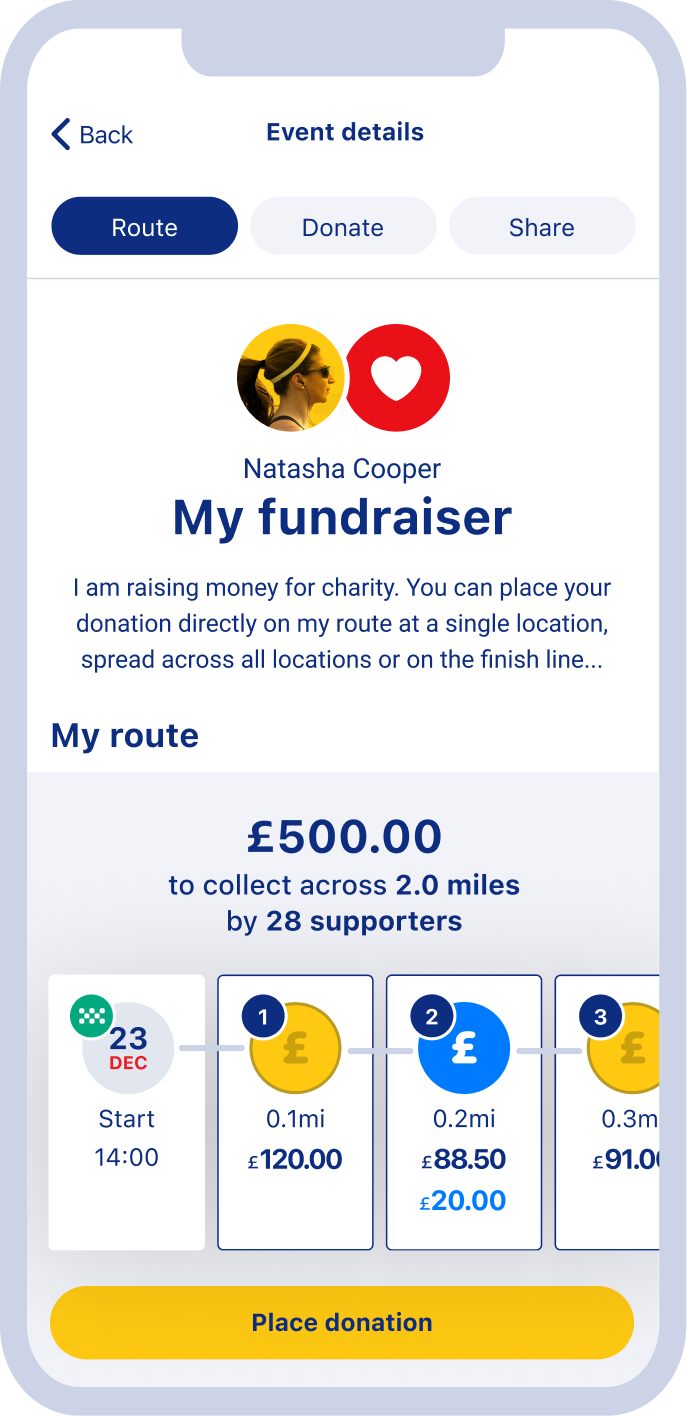 Back
Event details
Route
Donate
Share
Natasha Cooper
My fundraiser
I am raising money for charity. You can place your
donation directly on my route at a single location,
spread across all locations or on the finish line...
My route
£500.00
to collect across 2.0 miles
by 28 supporters
23
DEC
Start
14:00
1
£
0.1mi
£120.00
2
£
0.2mi
£88.50
£20.00
3
£
0.3m
£91.00
Place donation